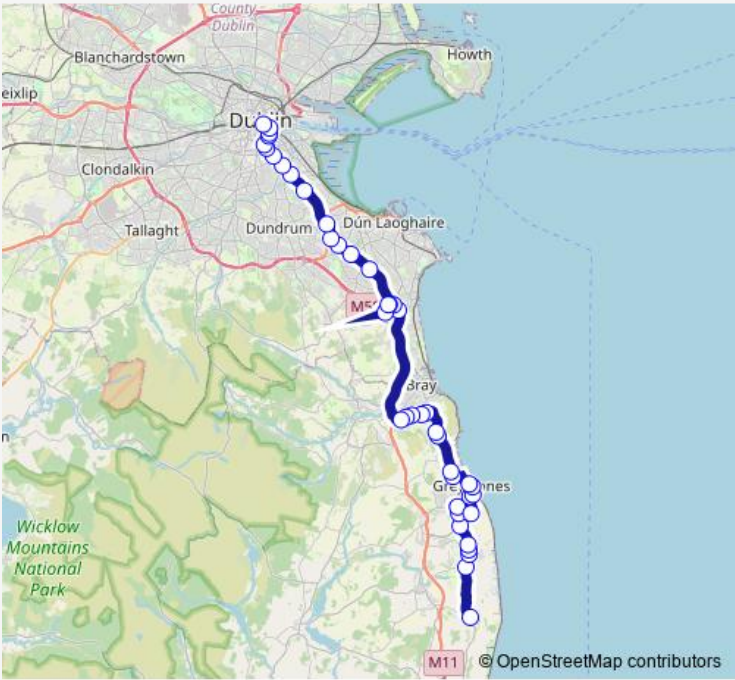 County
Dublin
Howth
Blanchardstown
eixlip
Dublin
Clondalkin
Tallaght
Dundrum
Dún Laoghaire
M50
Bray
n
Greystones
Wicklow
Mountains
National
Park
M11
© OpenStreetMap contributors